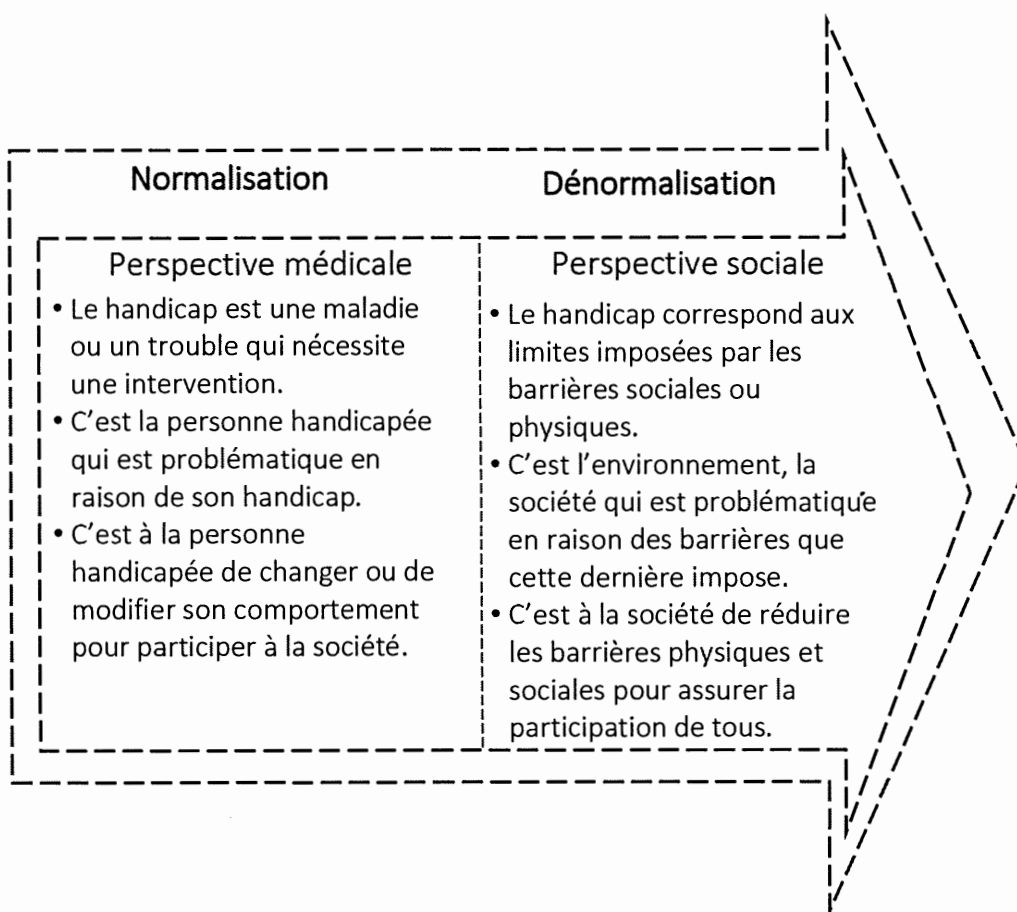 Normalisation
Dénormalisation
Perspective médicale
• Le handicap est une maladie
ou un trouble qui nécessite
une intervention.
• C'est la personne handicapée
qui est problématique en
raison de son handicap.
• C'est à la personne
handicapée de changer ou de
modifier son comportement
pour participer à la société.
Perspective sociale
• Le handicap correspond aux
limites imposées par les
barrières sociales ou
physiques.
• C'est l'environnement, la
société qui est problématique
en raison des barrières que
cette dernière impose.
• C'est à la société de réduire
les barrières physiques et
sociales pour assurer la
participation de tous.